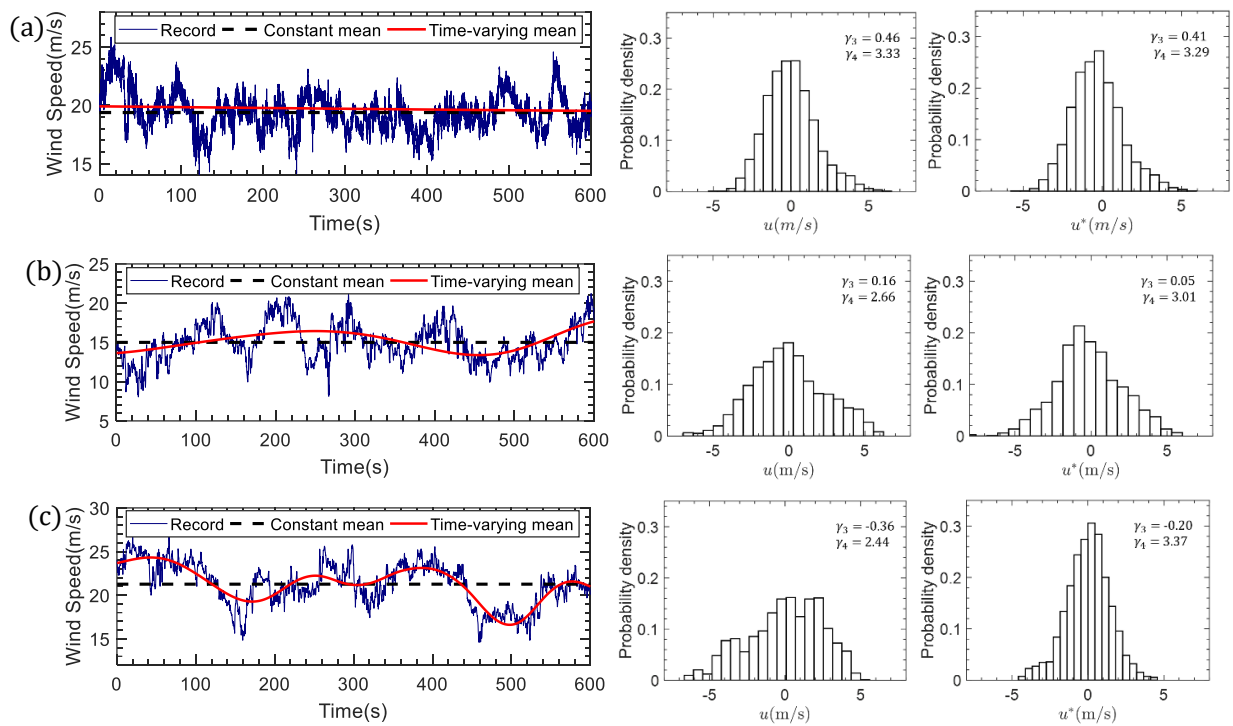 (a)
Record Constant mean Time-varying mean
Wind Speed(m/s)
25
20
15
0 100 200 300 400 500 600
Time(s)
Probability density
0.3
0.2
0.1
0
-5 0 5
u(m/s)
γ₃ = 0.46
γ₄ = 3.33
Probability density
0.3
0.2
0.1
0
-5 0 5
u*(m/s)
γ₃ = 0.41
γ₄ = 3.29
(b)
Record Constant mean Time-varying mean
Wind Speed(m/s)
25
20
15
10
5
0 100 200 300 400 500 600
Time(s)
Probability density
0.3
0.2
0.1
0
-5 0 5
u(m/s)
γ₃ = 0.16
γ₄ = 2.66
Probability density
0.3
0.2
0.1
0
-5 0 5
u*(m/s)
γ₃ = 0.05
γ₄ = 3.01
(c)
Record Constant mean Time-varying mean
Wind Speed(m/s)
30
25
20
15
0 100 200 300 400 500 600
Time(s)
Probability density
0.3
0.2
0.1
0
-5 0 5
u(m/s)
γ₃ = -0.36
γ₄ = 2.44
Probability density
0.3
0.2
0.1
0
-5 0 5
u*(m/s)
γ₃ = -0.20
γ₄ = 3.37